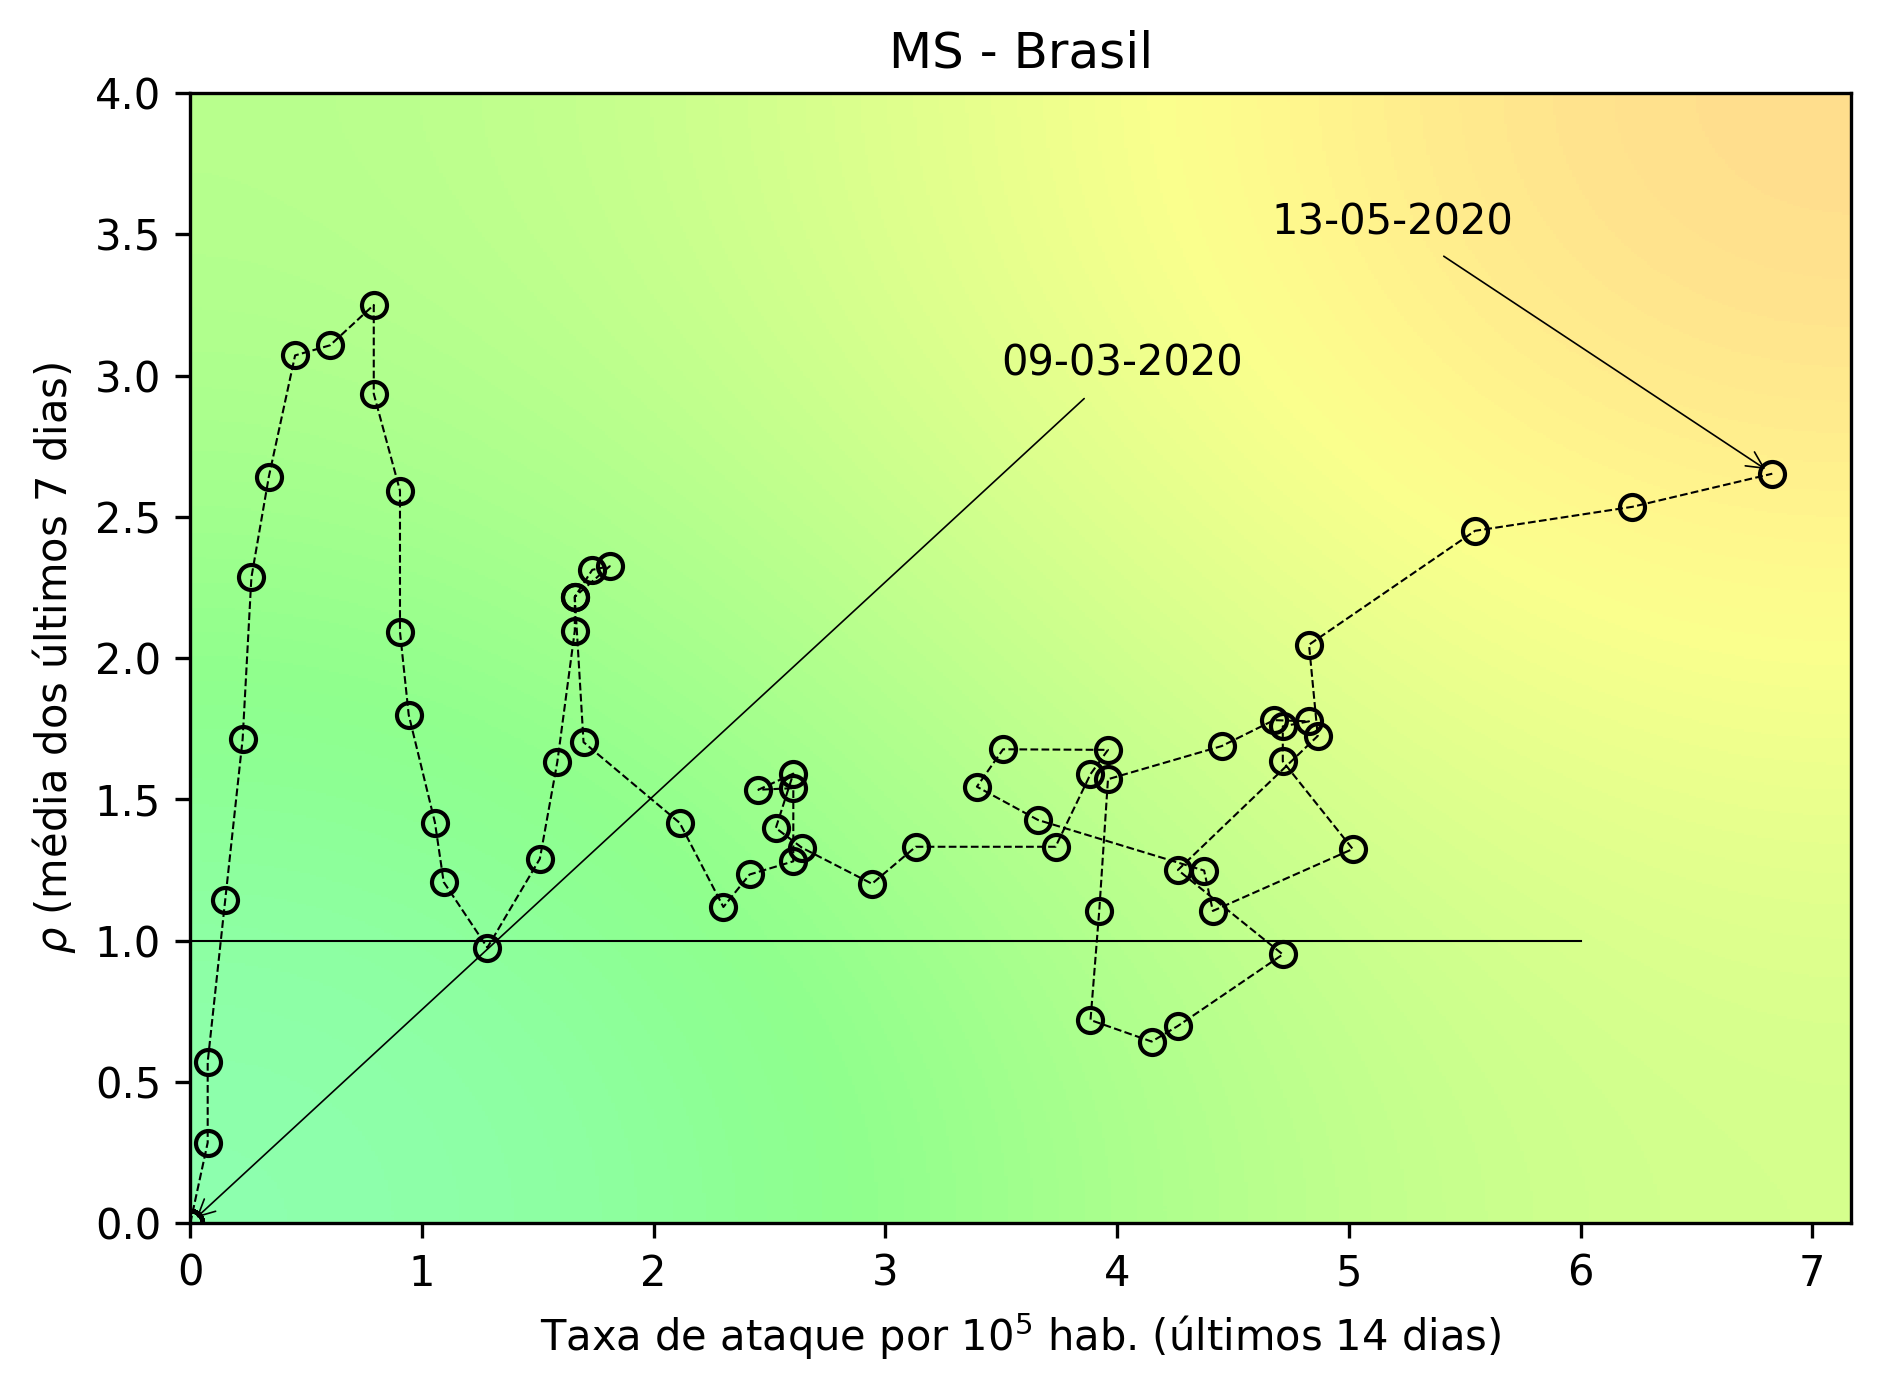 MS - Brasil
4.0
3.5
3.0
2.5
2.0
1.5
1.0
0.5
0.0
ρ (média dos últimos 7 dias)
13-05-2020
09-03-2020
0 1 2 3 4 5 6 7
Taxa de ataque por 10⁵ hab. (últimos 14 dias)